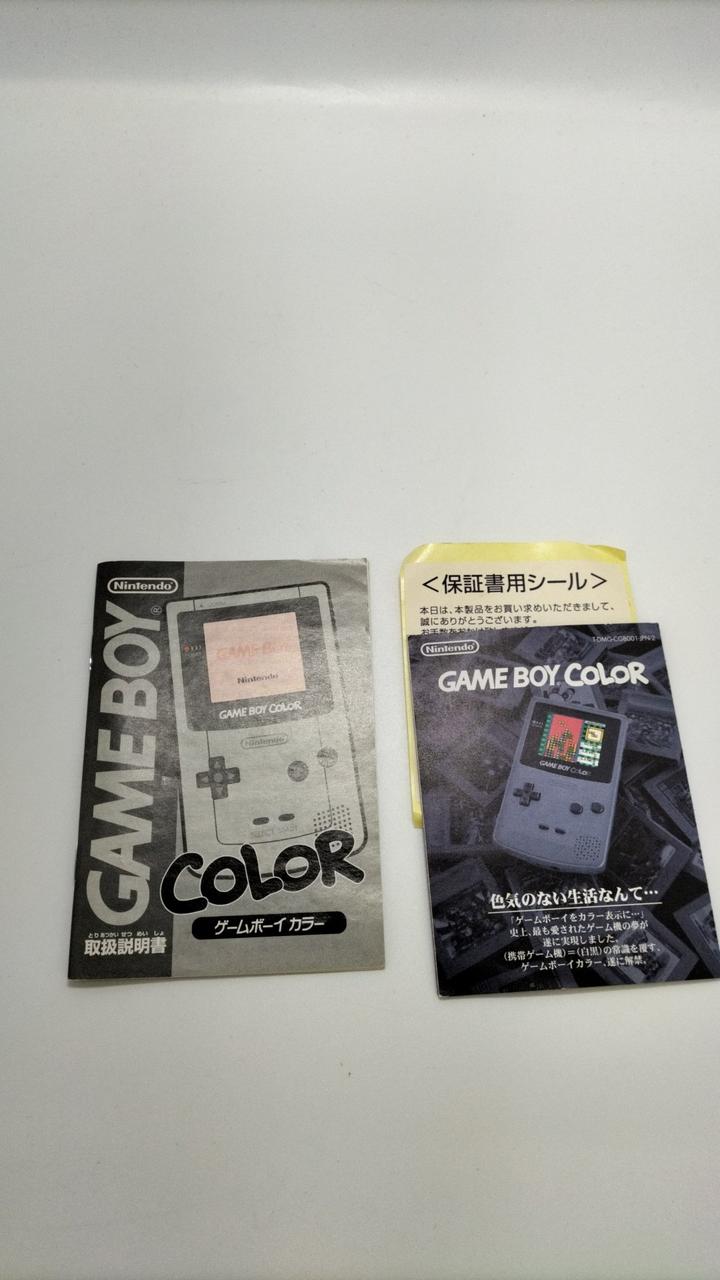 Nintendo®
GAME BOY®
GAME BOY
Nintendo
GAME BOY COLOR
Nintendo
SELECT START
COLOR
ゲームボーイ カラー
とりあつかいせつめいしょ
取扱説明書
<保証書用シール>
本日は、本製品をお買い求めいただきまして、
誠にありがとうございます。
Nintendo
T-DMG-CGB001-JPN-2
GAME BOY COLOR
GAME BOY COLOR
色気のない生活なんて…
「ゲームボーイをカラー表示に…」
史上、最も愛されたゲーム機の夢が
遂に実現しました。
(携帯ゲーム機)=(白黒)の常識を覆す、
ゲームボーイカラー、遂に解禁。